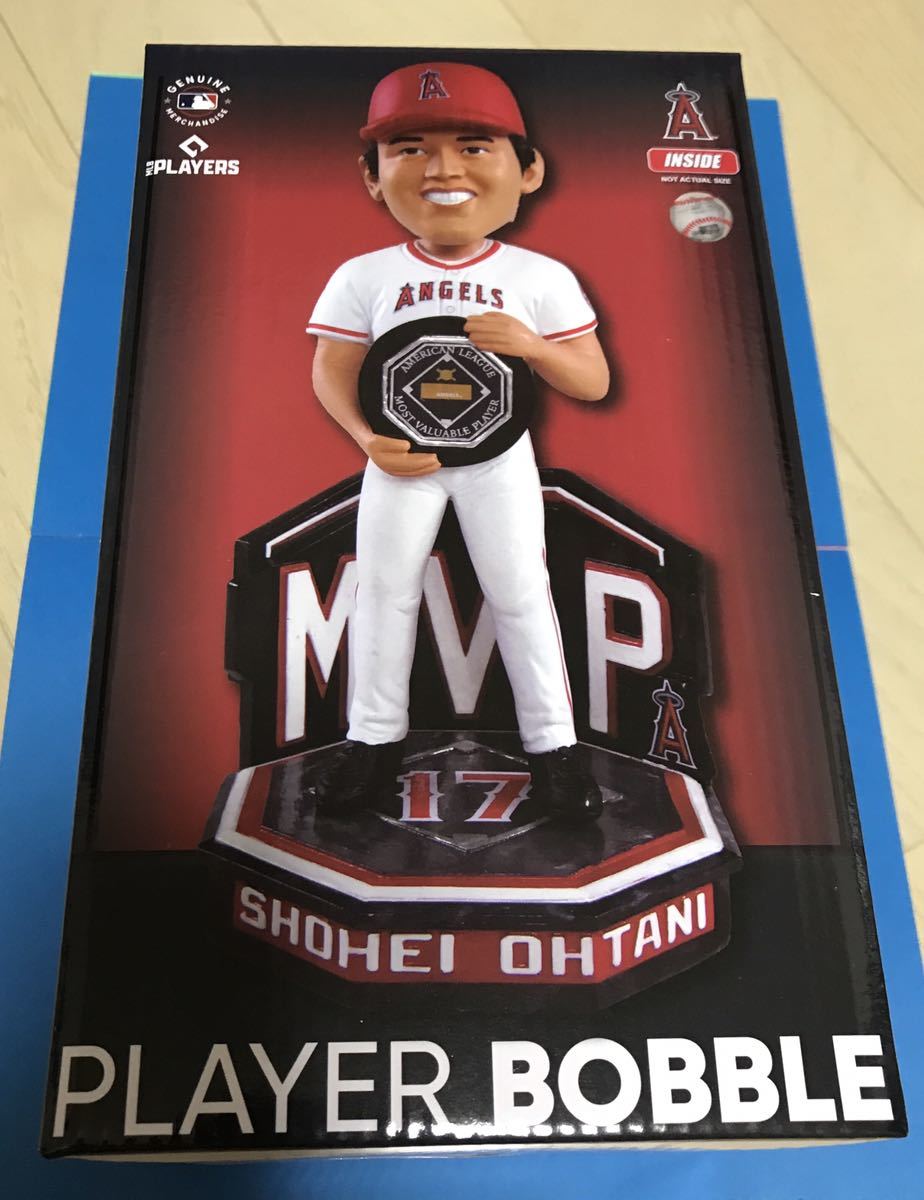 GENUINE
MERCHANDISE
MLB PLAYERS
A
INSIDE
NOT ACTUAL SIZE
A
ANGELS
AMERICAN LEAGUE
ANGELS
MOST VALUABLE PLAYER
MVP
A
17
SHOHEI OHTANI
PLAYER BOBBLE